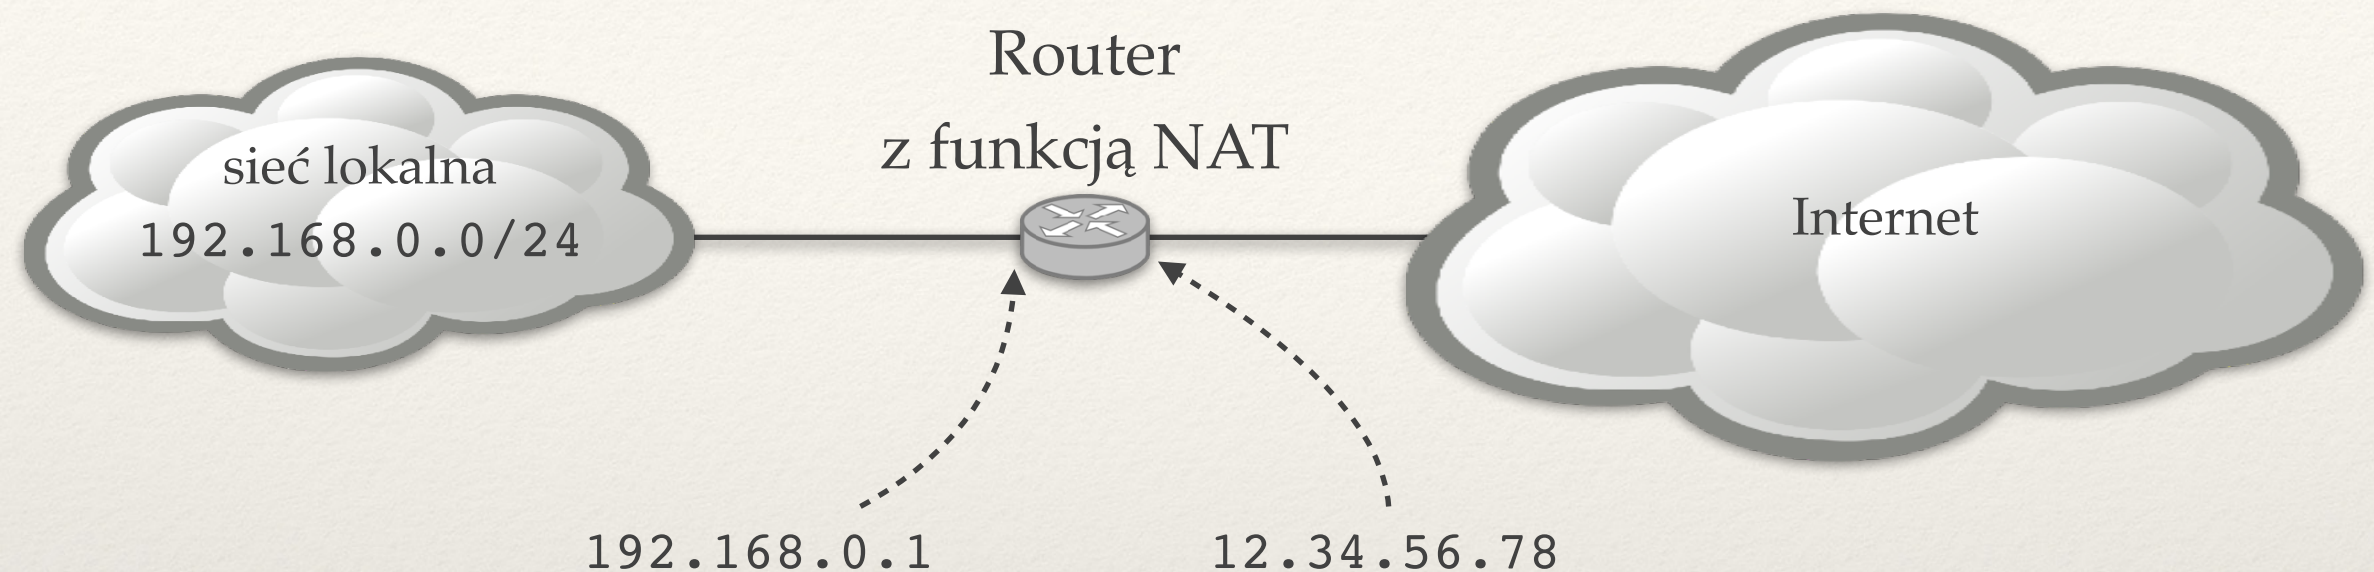 Router
z funkcją NAT
sieć lokalna
192.168.0.0/24
Internet
192.168.0.1
12.34.56.78